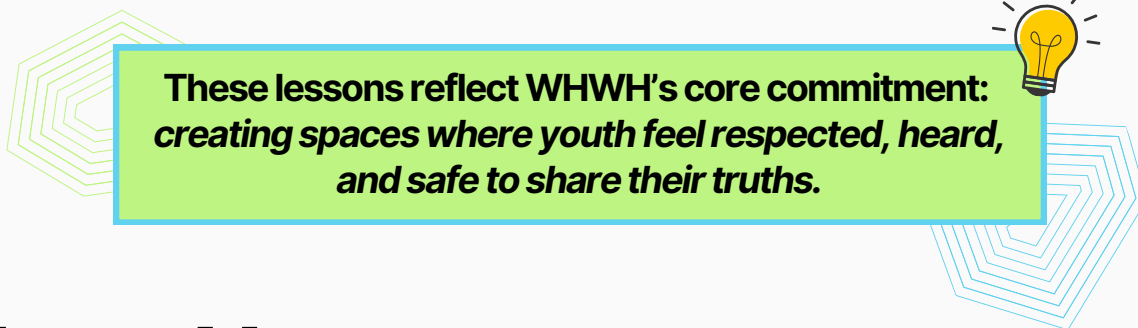 These lessons reflect WHWH’s core commitment:
creating spaces where youth feel respected, heard,
and safe to share their truths.